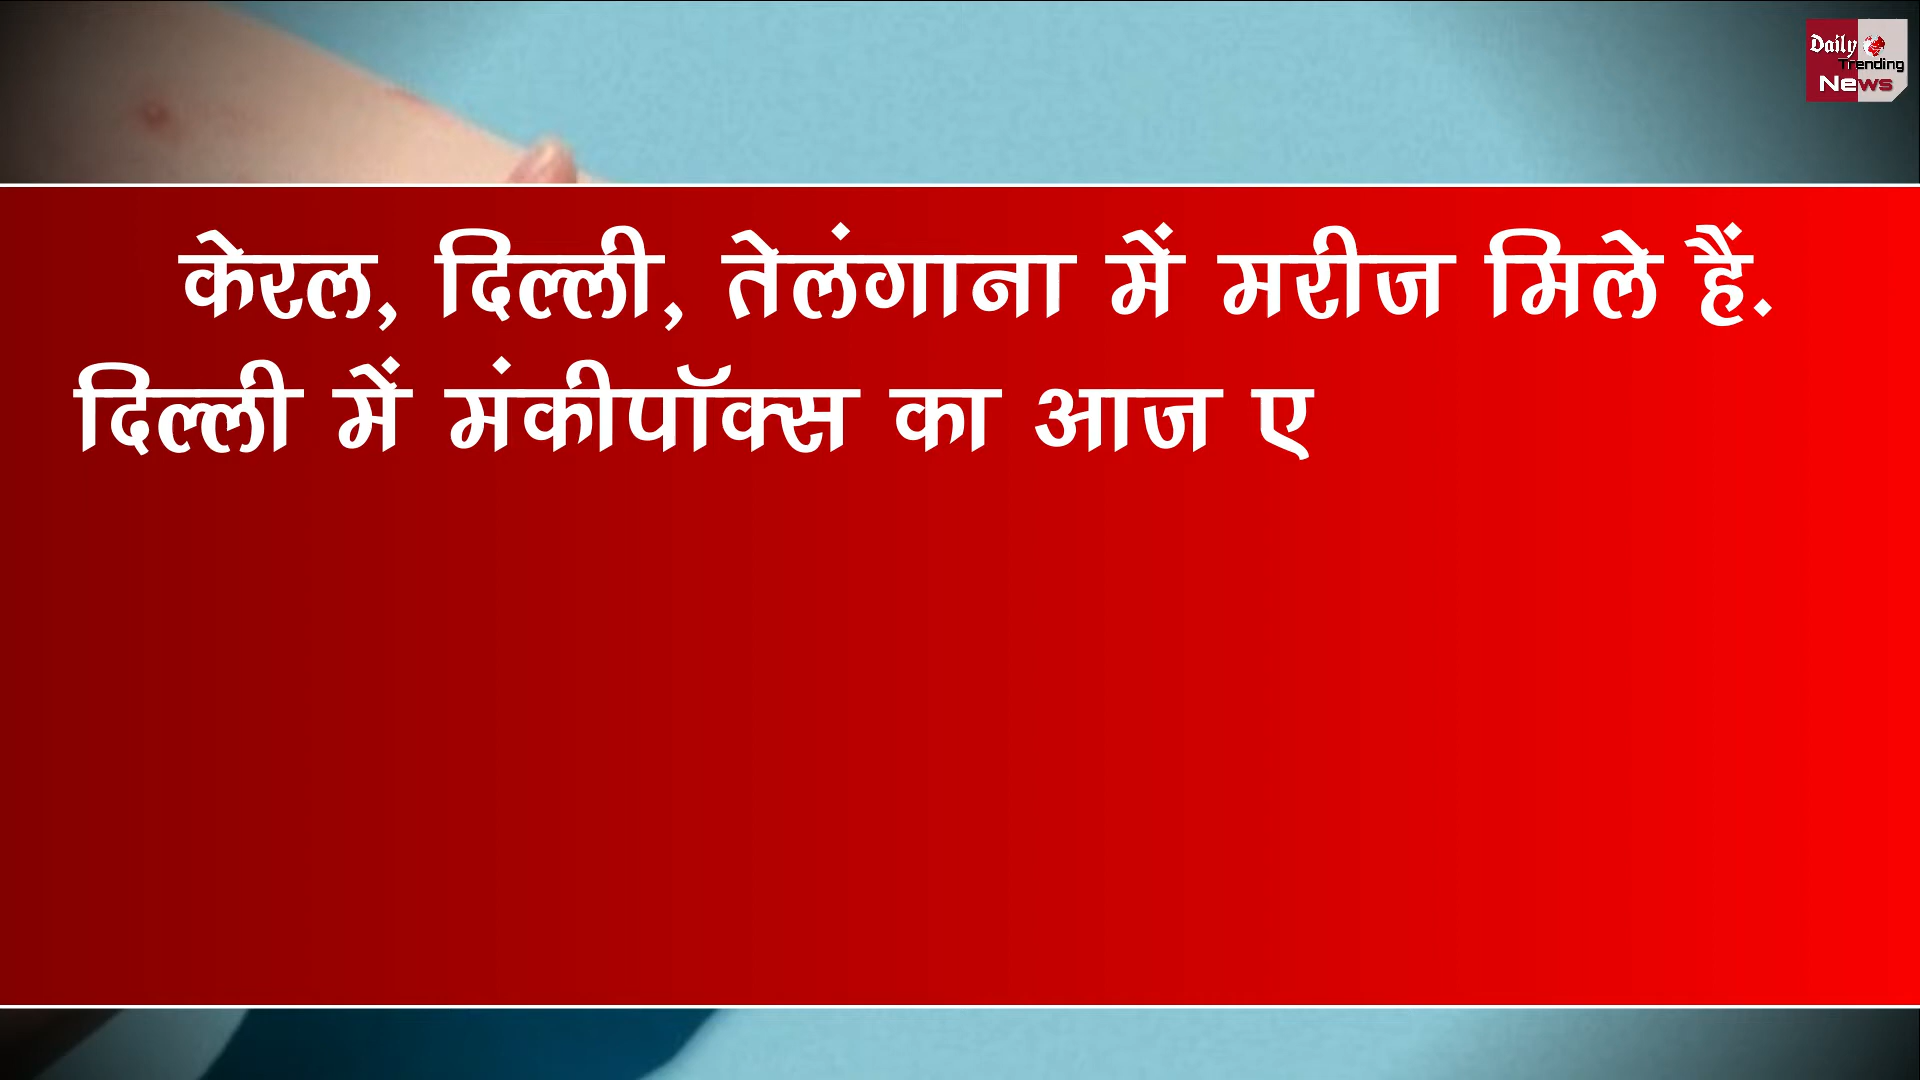 Daily
Trending
News
केरल, दिल्ली, तेलंगाना में मरीज मिले हैं.
दिल्ली में मंकीपॉक्स का आज ए